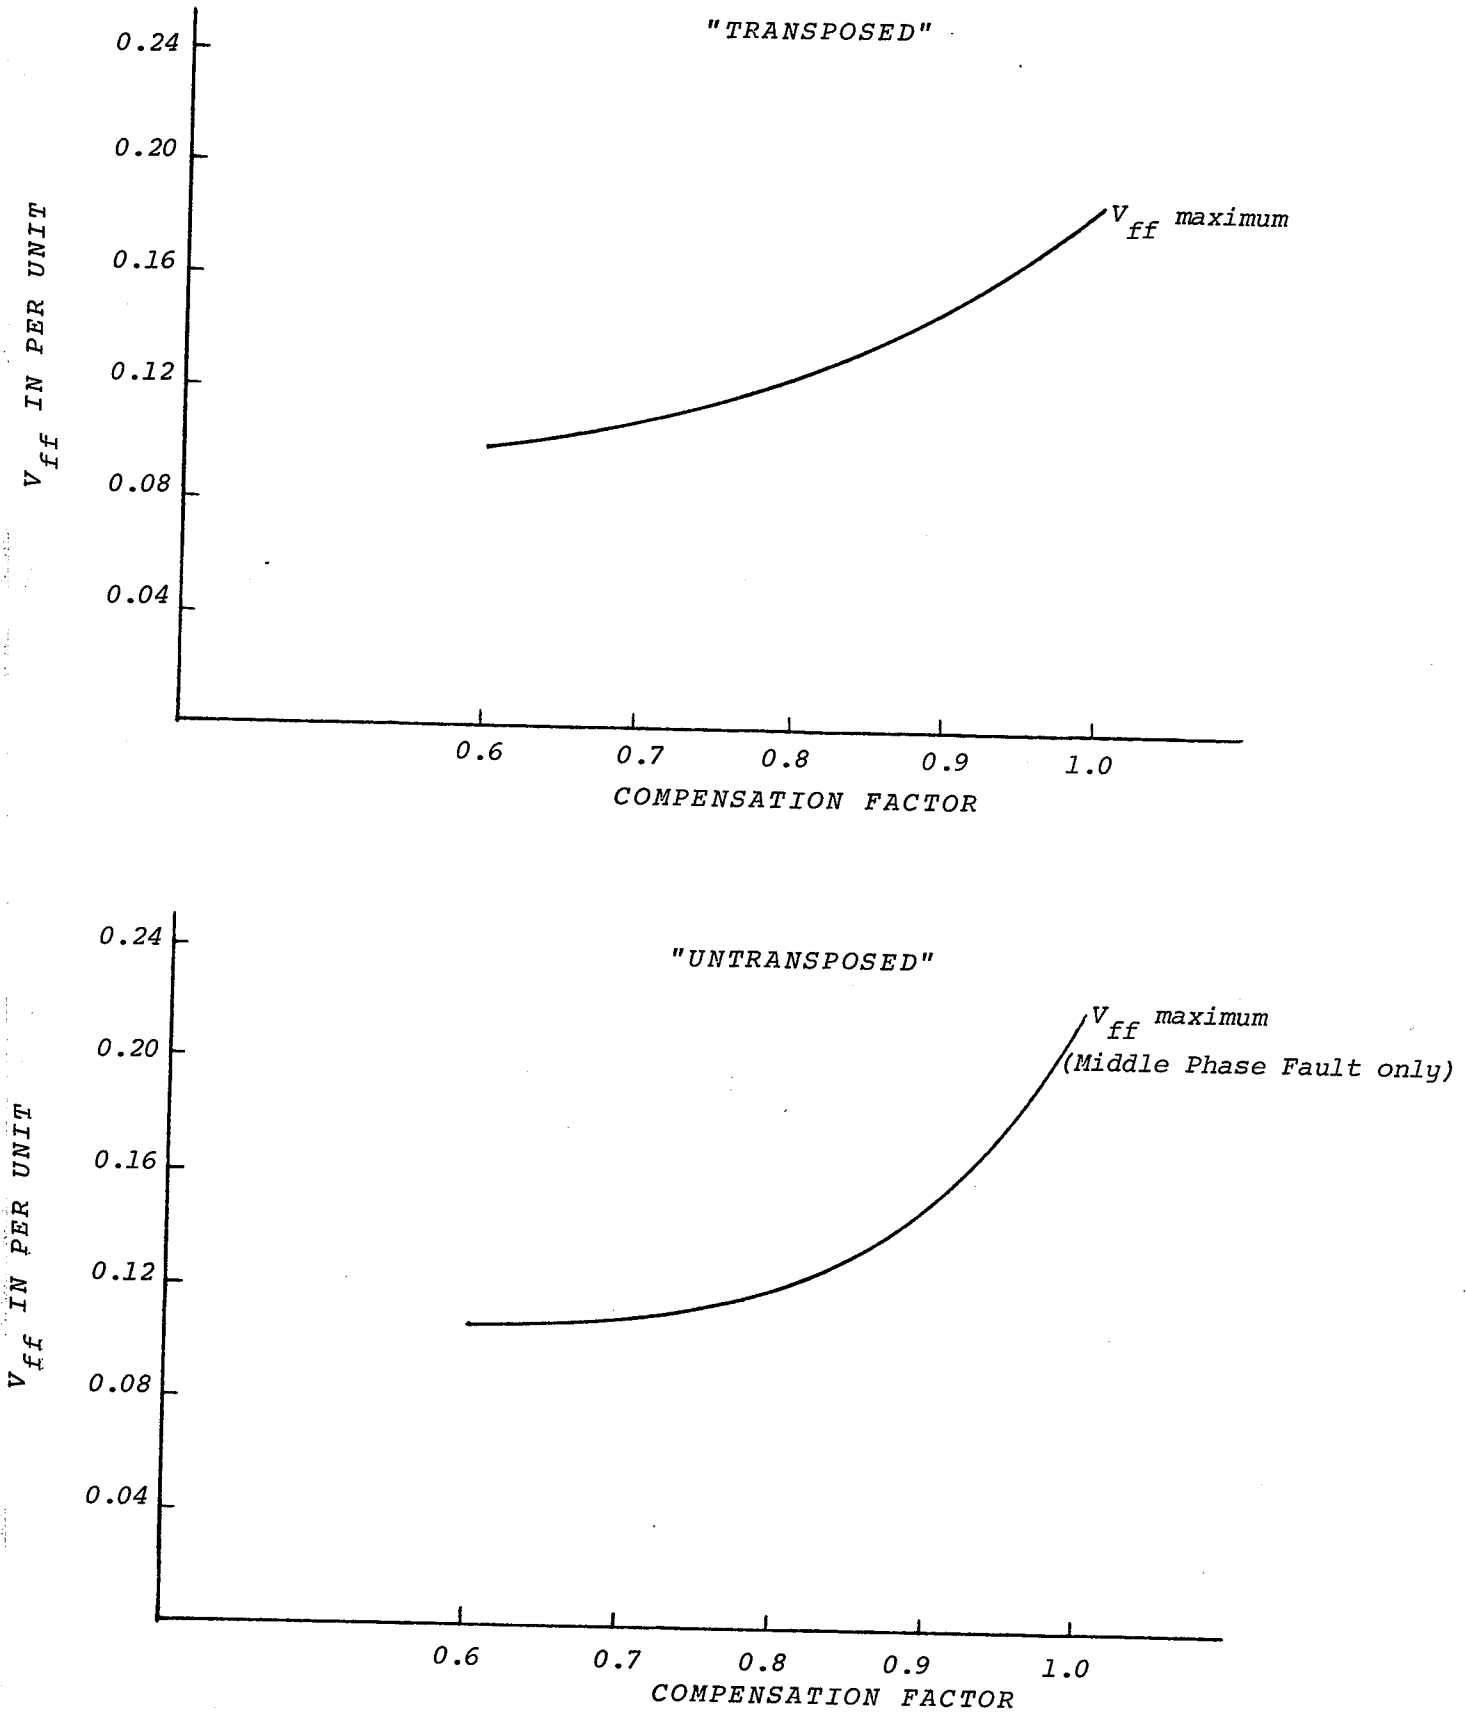 "TRANSPOSED"
0.24
0.20
0.16
0.12
0.08
0.04
V_ff IN PER UNIT
V_ff maximum
0.6 0.7 0.8 0.9 1.0
COMPENSATION FACTOR
"UNTRANSPOSED"
0.24
0.20
0.16
0.12
0.08
0.04
V_ff IN PER UNIT
V_ff maximum
(Middle Phase Fault only)
0.6 0.7 0.8 0.9 1.0
COMPENSATION FACTOR